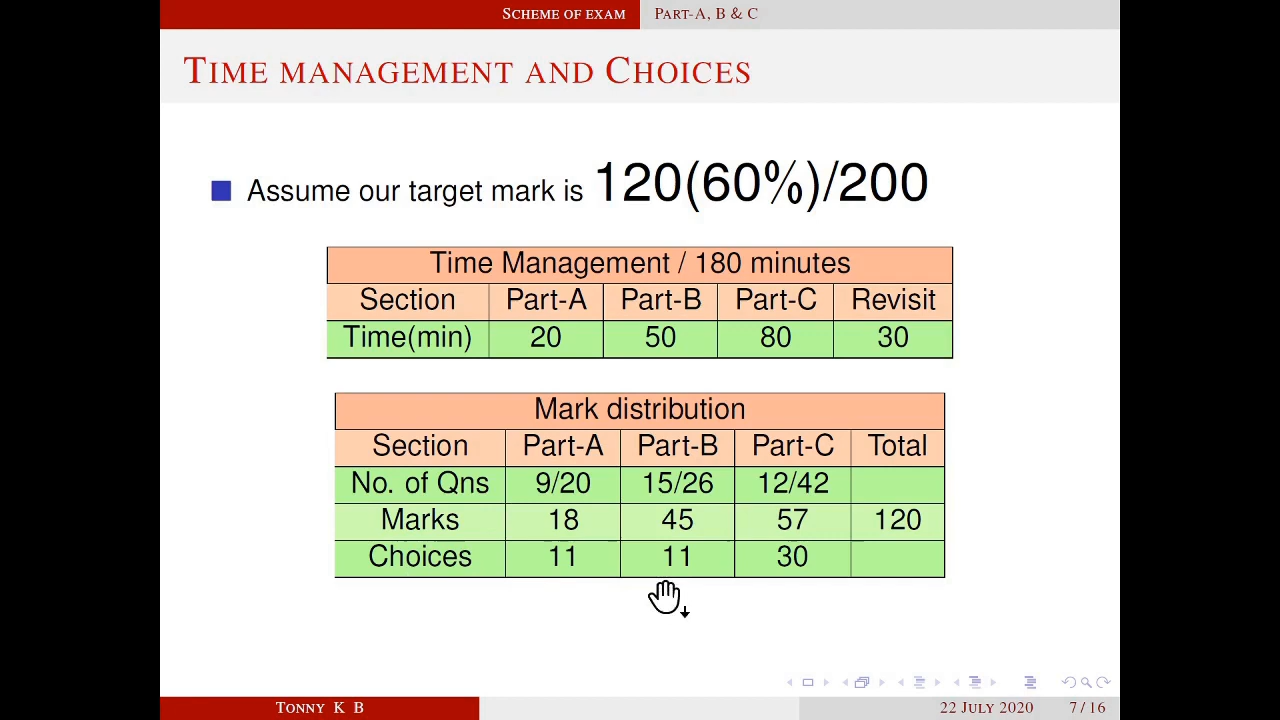 SCHEME OF EXAM PART-A, B & C
TIME MANAGEMENT AND CHOICES
Assume our target mark is 120(60%)/200
Time Management / 180 minutes
Section Part-A Part-B Part-C Revisit
Time(min) 20 50 80 30
Mark distribution
Section Part-A Part-B Part-C Total
No. of Qns 9/20 15/26 12/42
Marks 18 45 57 120
Choices 11 11 30
TONNY K B 22 JULY 2020 7 / 16